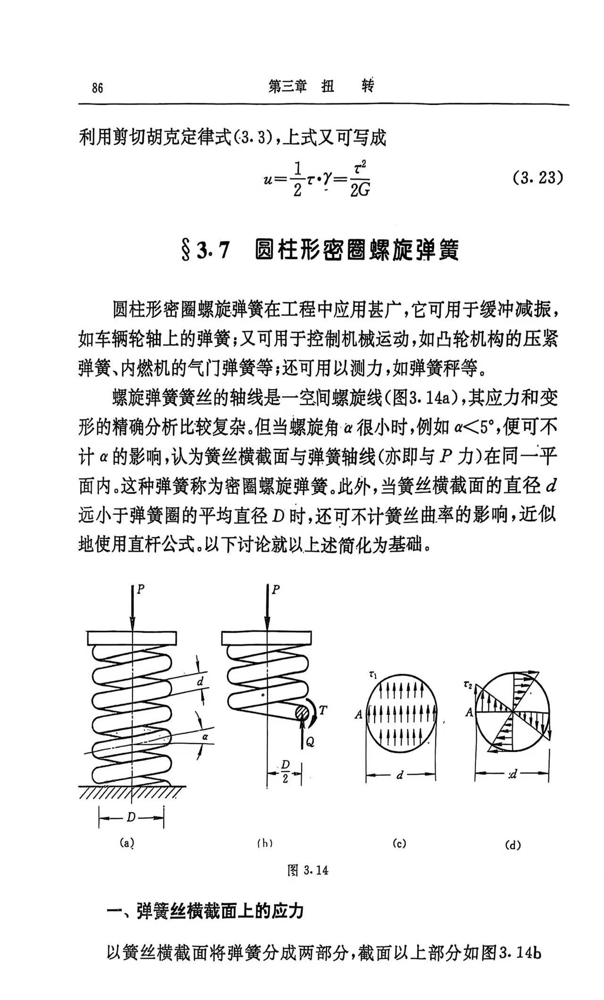 86
第三章 扭 转
利用剪切胡克定律式(3.3),上式又可写成
u=1/2 τ·γ=τ²/2G (3.23)
§3.7 圆柱形密圈螺旋弹簧
圆柱形密圈螺旋弹簧在工程中应用甚广,它可用于缓冲减振,
如车辆轮轴上的弹簧;又可用于控制机械运动,如凸轮机构的压紧
弹簧、内燃机的气门弹簧等;还可用以测力,如弹簧秤等。
螺旋弹簧簧丝的轴线是一空间螺旋线(图3.14a),其应力和变
形的精确分析比较复杂。但当螺旋角 α 很小时,例如 α<5°,便可不
计 α 的影响,认为簧丝横截面与弹簧轴线(亦即与 P 力)在同一平
面内。这种弹簧称为密圈螺旋弹簧。此外,当簧丝横截面的直径 d
远小于弹簧圈的平均直径 D 时,还可不计簧丝曲率的影响,近似
地使用直杆公式。以下讨论就以上述简化为基础。
P
d
α
D
(a)
P
T
Q
D/2
(b)
τ₁
A
d
(c)
τ₂
A
d
(d)
图 3.14
一、弹簧丝横截面上的应力
以簧丝横截面将弹簧分成两部分,截面以上部分如图3.14b